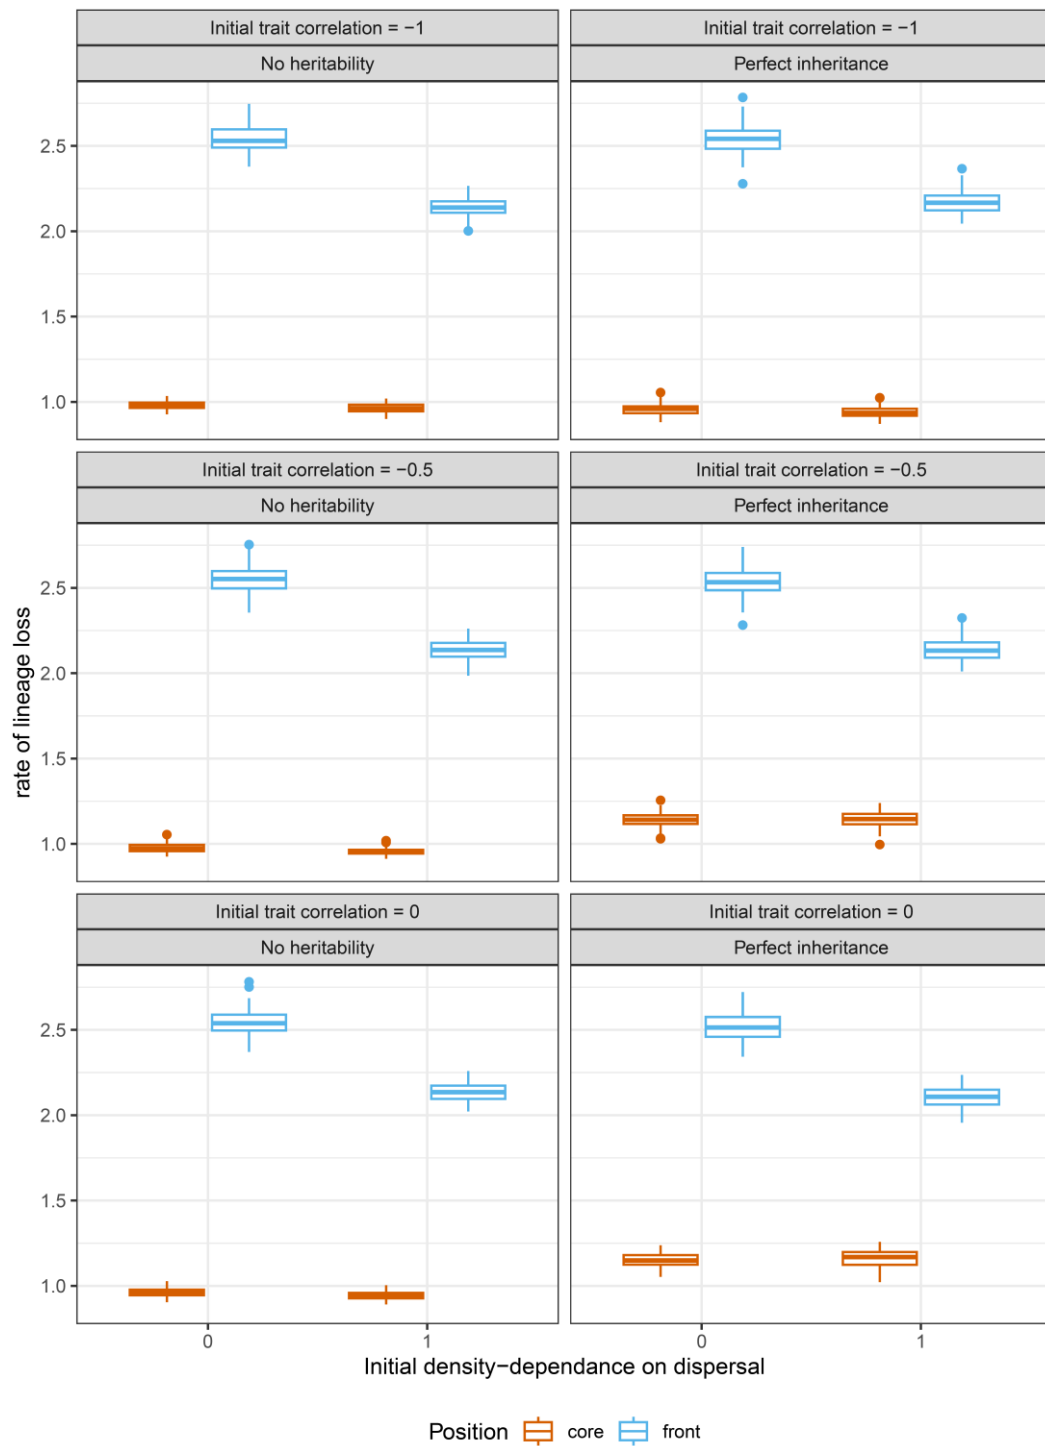 Initial trait correlation = −1
Initial trait correlation = −1
No heritability
Perfect inheritance
2.5
2.0
1.5
1.0
Initial trait correlation = −0.5
Initial trait correlation = −0.5
No heritability
Perfect inheritance
2.5
2.0
1.5
1.0
rate of lineage loss
Initial trait correlation = 0
Initial trait correlation = 0
No heritability
Perfect inheritance
2.5
2.0
1.5
1.0
0 1 0 1
Initial density−dependance on dispersal
Position core front